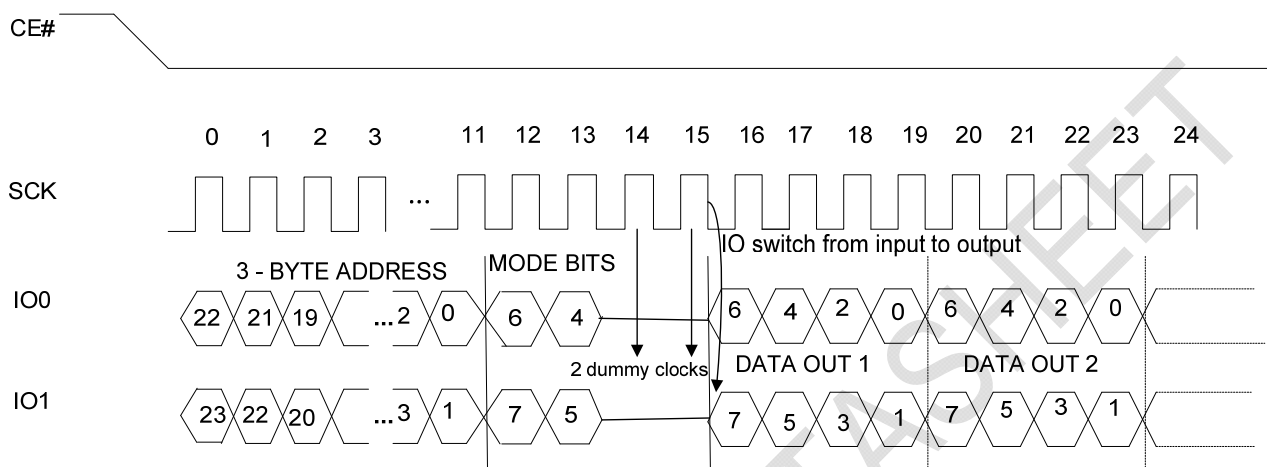 CE#
0 1 2 3 11 12 13 14 15 16 17 18 19 20 21 22 23 24
SCK ...
IO switch from input to output
3 - BYTE ADDRESS MODE BITS
IO0 22 21 19 ...2 0 6 4 6 4 2 0 6 4 2 0
2 dummy clocks DATA OUT 1 DATA OUT 2
IO1 23 22 20 ...3 1 7 5 7 5 3 1 7 5 3 1
TASHEET